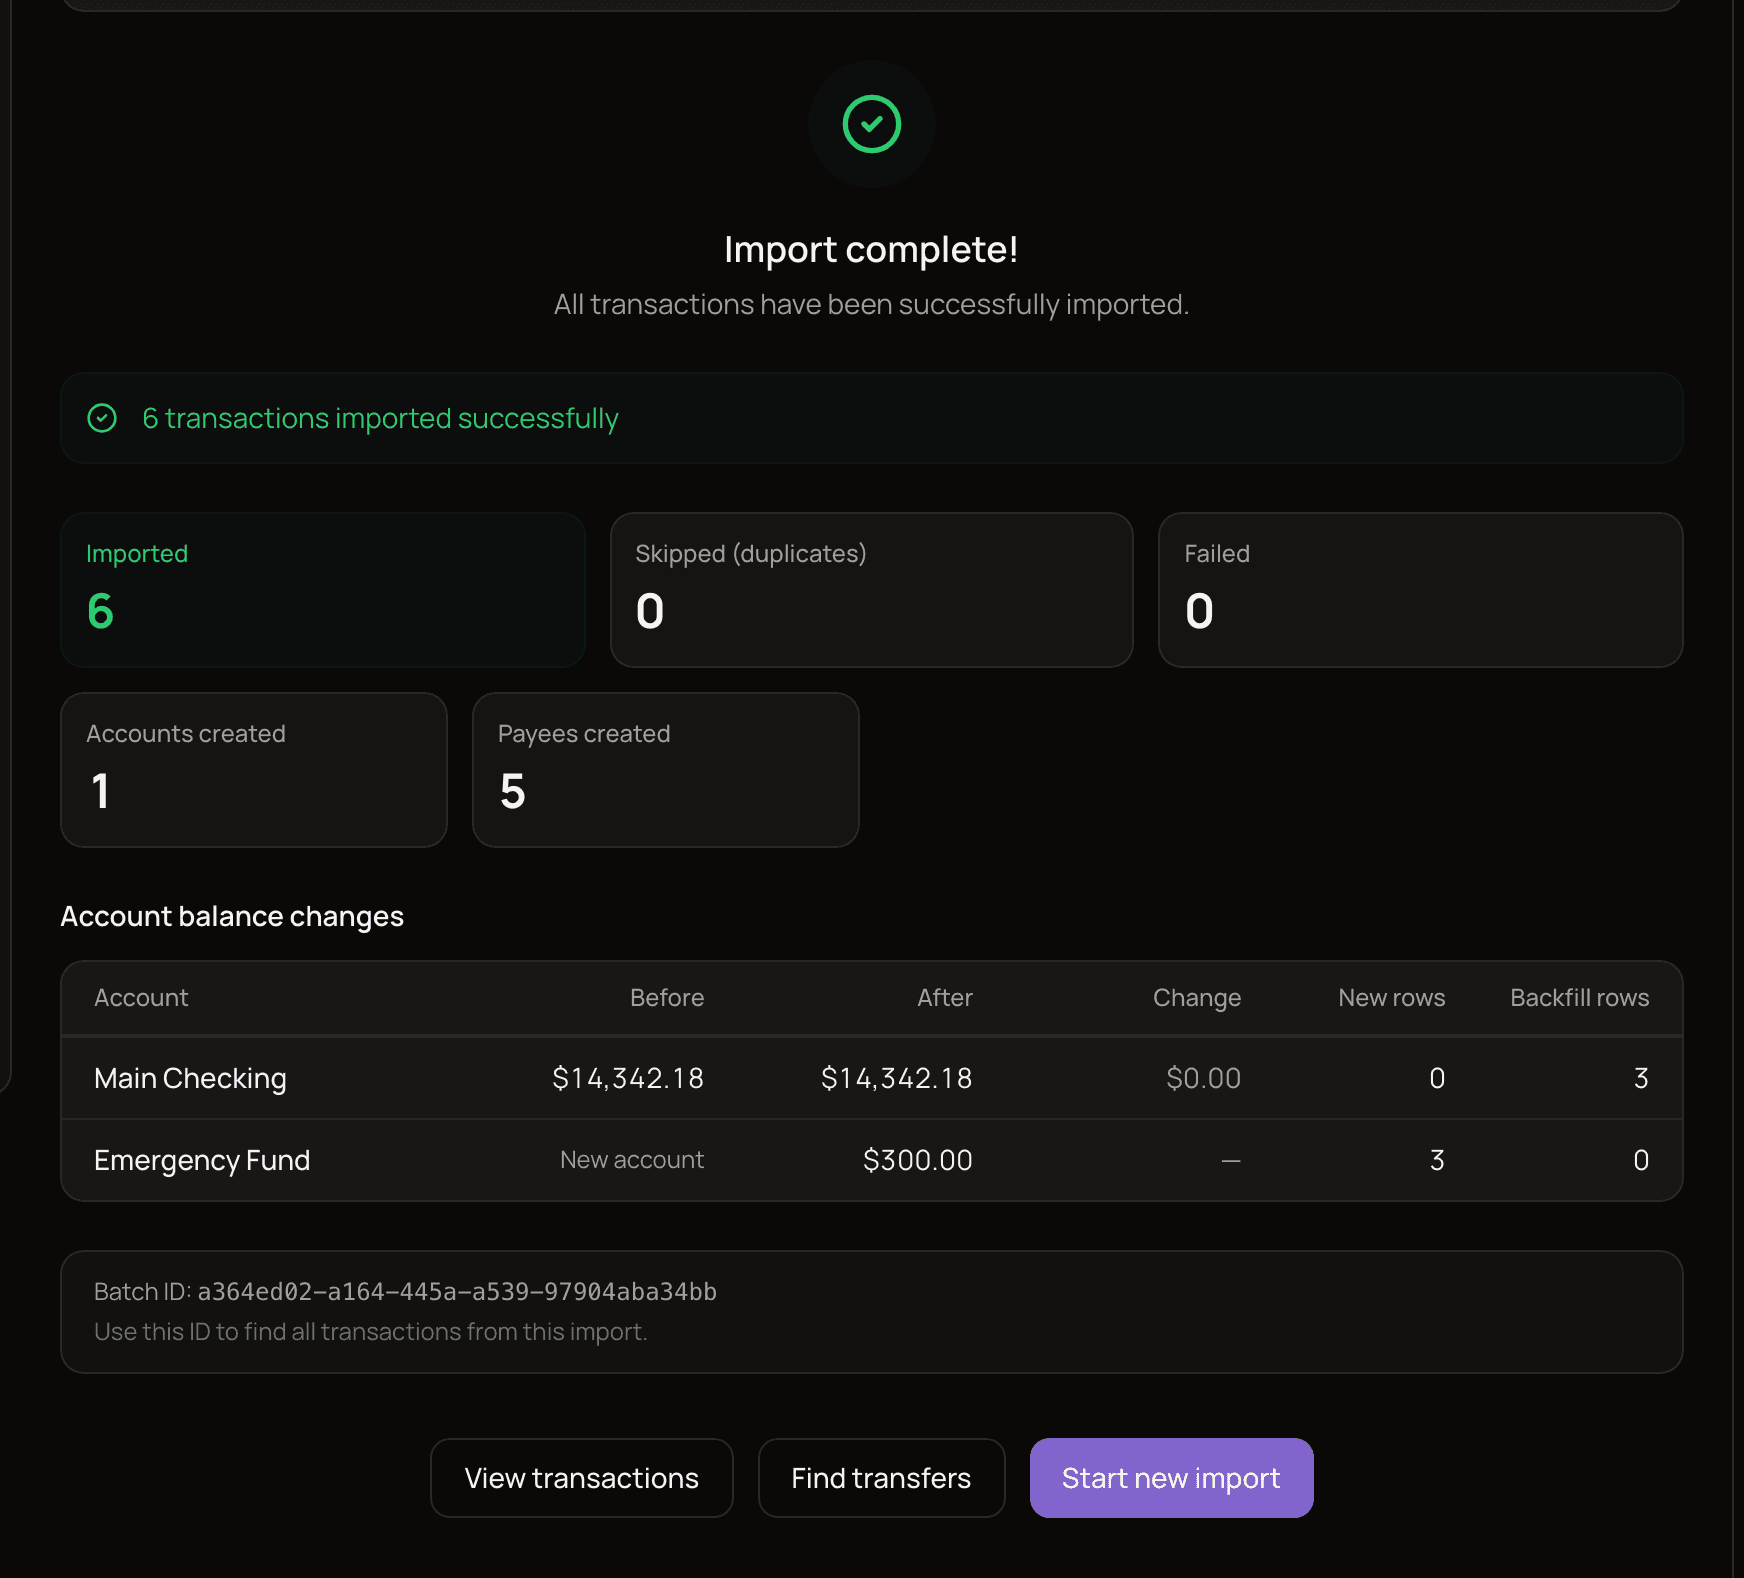 Import complete!
All transactions have been successfully imported.
6 transactions imported successfully
Imported
6
Skipped (duplicates)
0
Failed
0
Accounts created
1
Payees created
5
Account balance changes
Account Before After Change New rows Backfill rows
Main Checking $14,342.18 $14,342.18 $0.00 0 3
Emergency Fund New account $300.00 — 3 0
Batch ID: a364ed02-a164-445a-a539-97904aba34bb
Use this ID to find all transactions from this import.
View transactions Find transfers Start new import